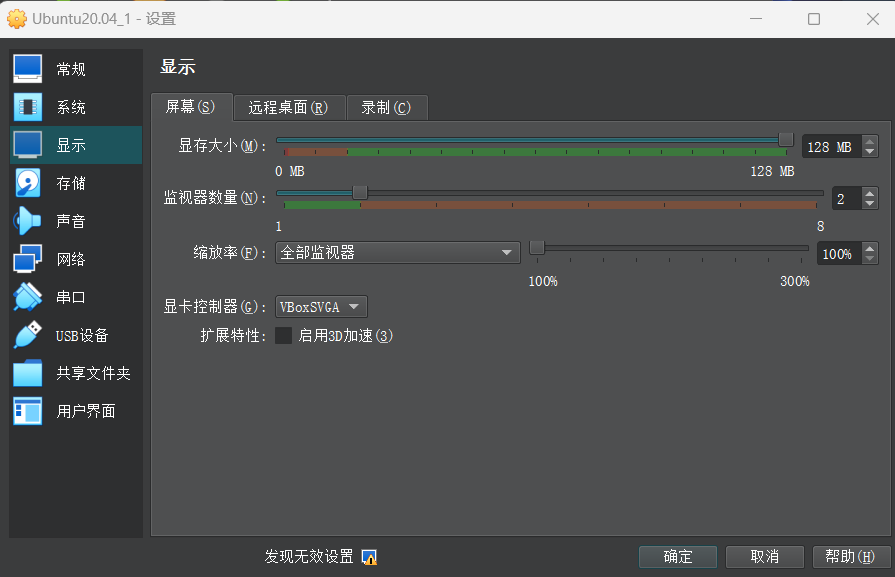 Ubuntu20.04_1 - 设置
常规
系统
显示
存储
声音
网络
串口
USB设备
共享文件夹
用户界面
显示
屏幕(S) 远程桌面(R) 录制(C)
显存大小(M): 128 MB
0 MB 128 MB
监视器数量(N): 2
1 8
缩放率(F): 全部监视器 100%
100% 300%
显卡控制器(G): VBoxSVGA
扩展特性: 启用3D加速(3)
发现无效设置 确定 取消 帮助(H)